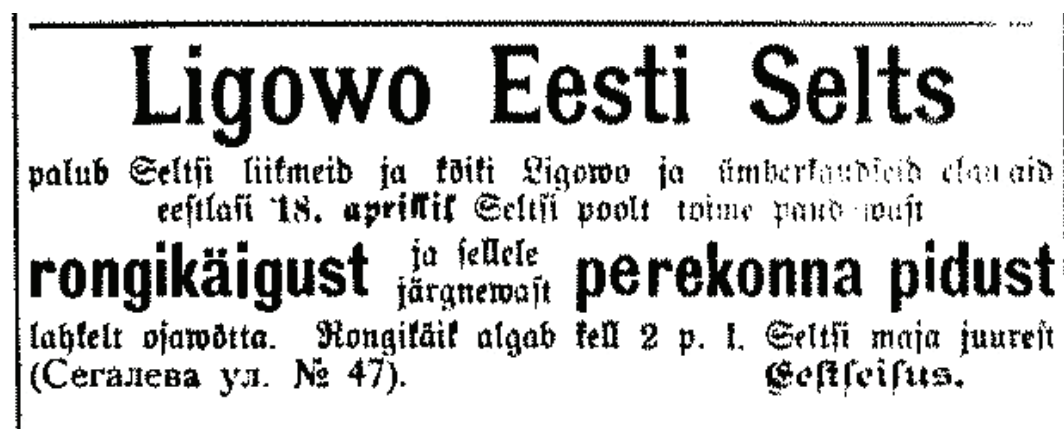 Ligowo Eesti Selts
palub Seltsi liikmeid ja kõiki Ligowo ja ümberkaudseid elanaid
eestlasi 18. aprillil Seltsi poolt toime pandawast
rongikäigust ja sellele järgnewast perekonna pidust
lahkelt osawõtta. Rongikäik algab kell 2 p. l. Seltsi maja juurest
(Сегалева ул. № 47). Eestseisus.